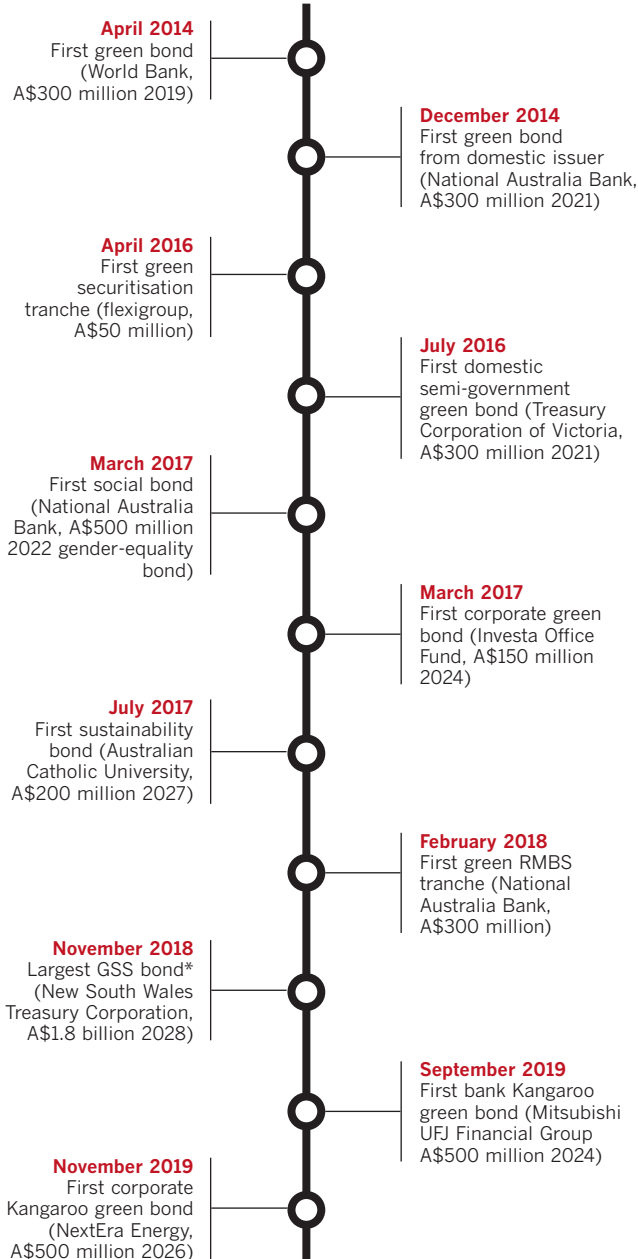 April 2014
First green bond
(World Bank,
A$300 million 2019)
December 2014
First green bond
from domestic issuer
(National Australia Bank,
A$300 million 2021)
April 2016
First green
securitisation
tranche (flexigroup,
A$50 million)
July 2016
First domestic
semi-government
green bond (Treasury
Corporation of Victoria,
A$300 million 2021)
March 2017
First social bond
(National Australia
Bank, A$500 million
2022 gender-equality
bond)
March 2017
First corporate green
bond (Investa Office
Fund, A$150 million
2024)
July 2017
First sustainability
bond (Australian
Catholic University,
A$200 million 2027)
February 2018
First green RMBS
tranche (National
Australia Bank,
A$300 million)
November 2018
Largest GSS bond*
(New South Wales
Treasury Corporation,
A$1.8 billion 2028)
September 2019
First bank Kangaroo
green bond (Mitsubishi
UFJ Financial Group
A$500 million 2024)
November 2019
First corporate
Kangaroo green bond
(NextEra Energy,
A$500 million 2026)